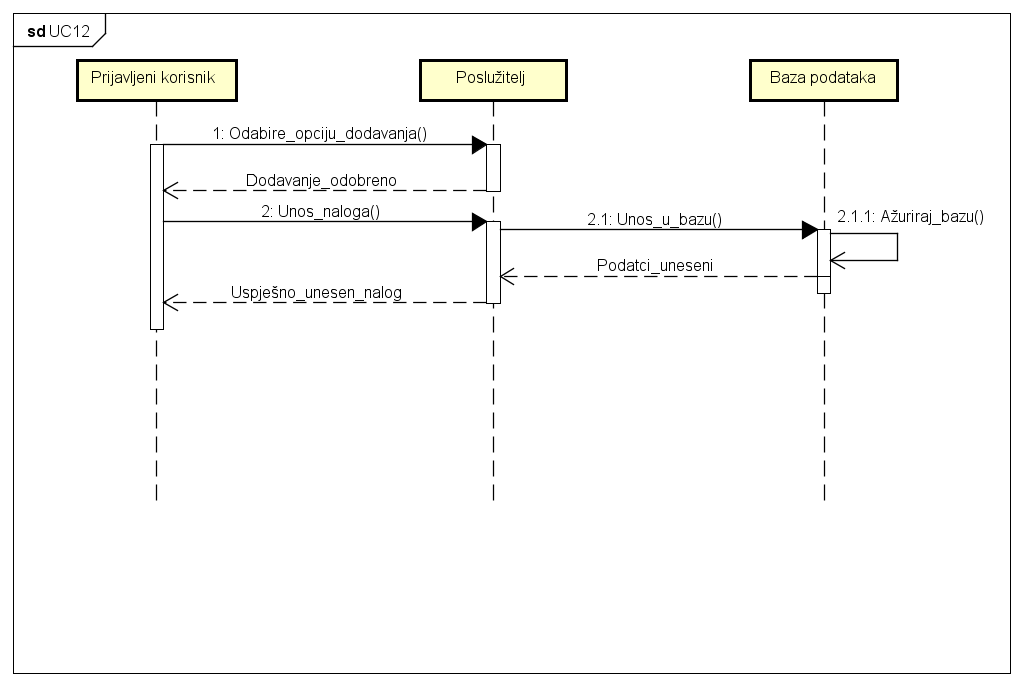 sd UC12
Prijavljeni korisnik
Poslužitelj
Baza podataka
1: Odabire_opciju_dodavanja()
Dodavanje_odobreno
2: Unos_naloga()
2.1: Unos_u_bazu()
2.1.1: Ažuriraj_bazu()
Podatci_uneseni
Uspješno_unesen_nalog